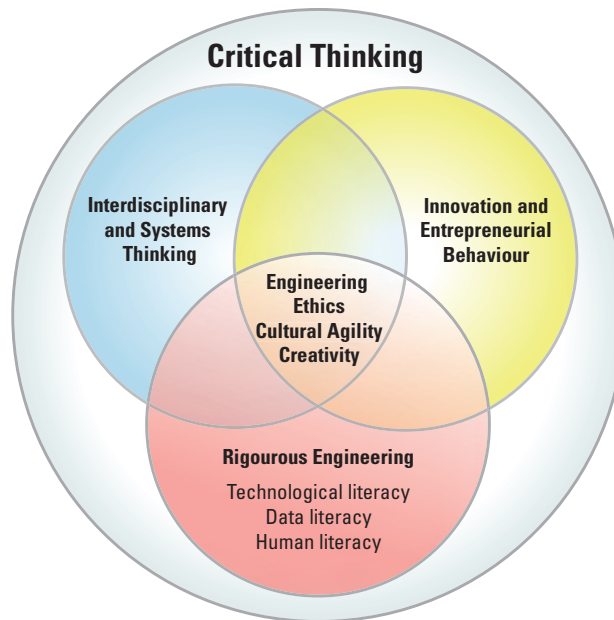 Critical Thinking
Interdisciplinary
and Systems
Thinking
Innovation and
Entrepreneurial
Behaviour
Engineering
Ethics
Cultural Agility
Creativity
Rigourous Engineering
Technological literacy
Data literacy
Human literacy